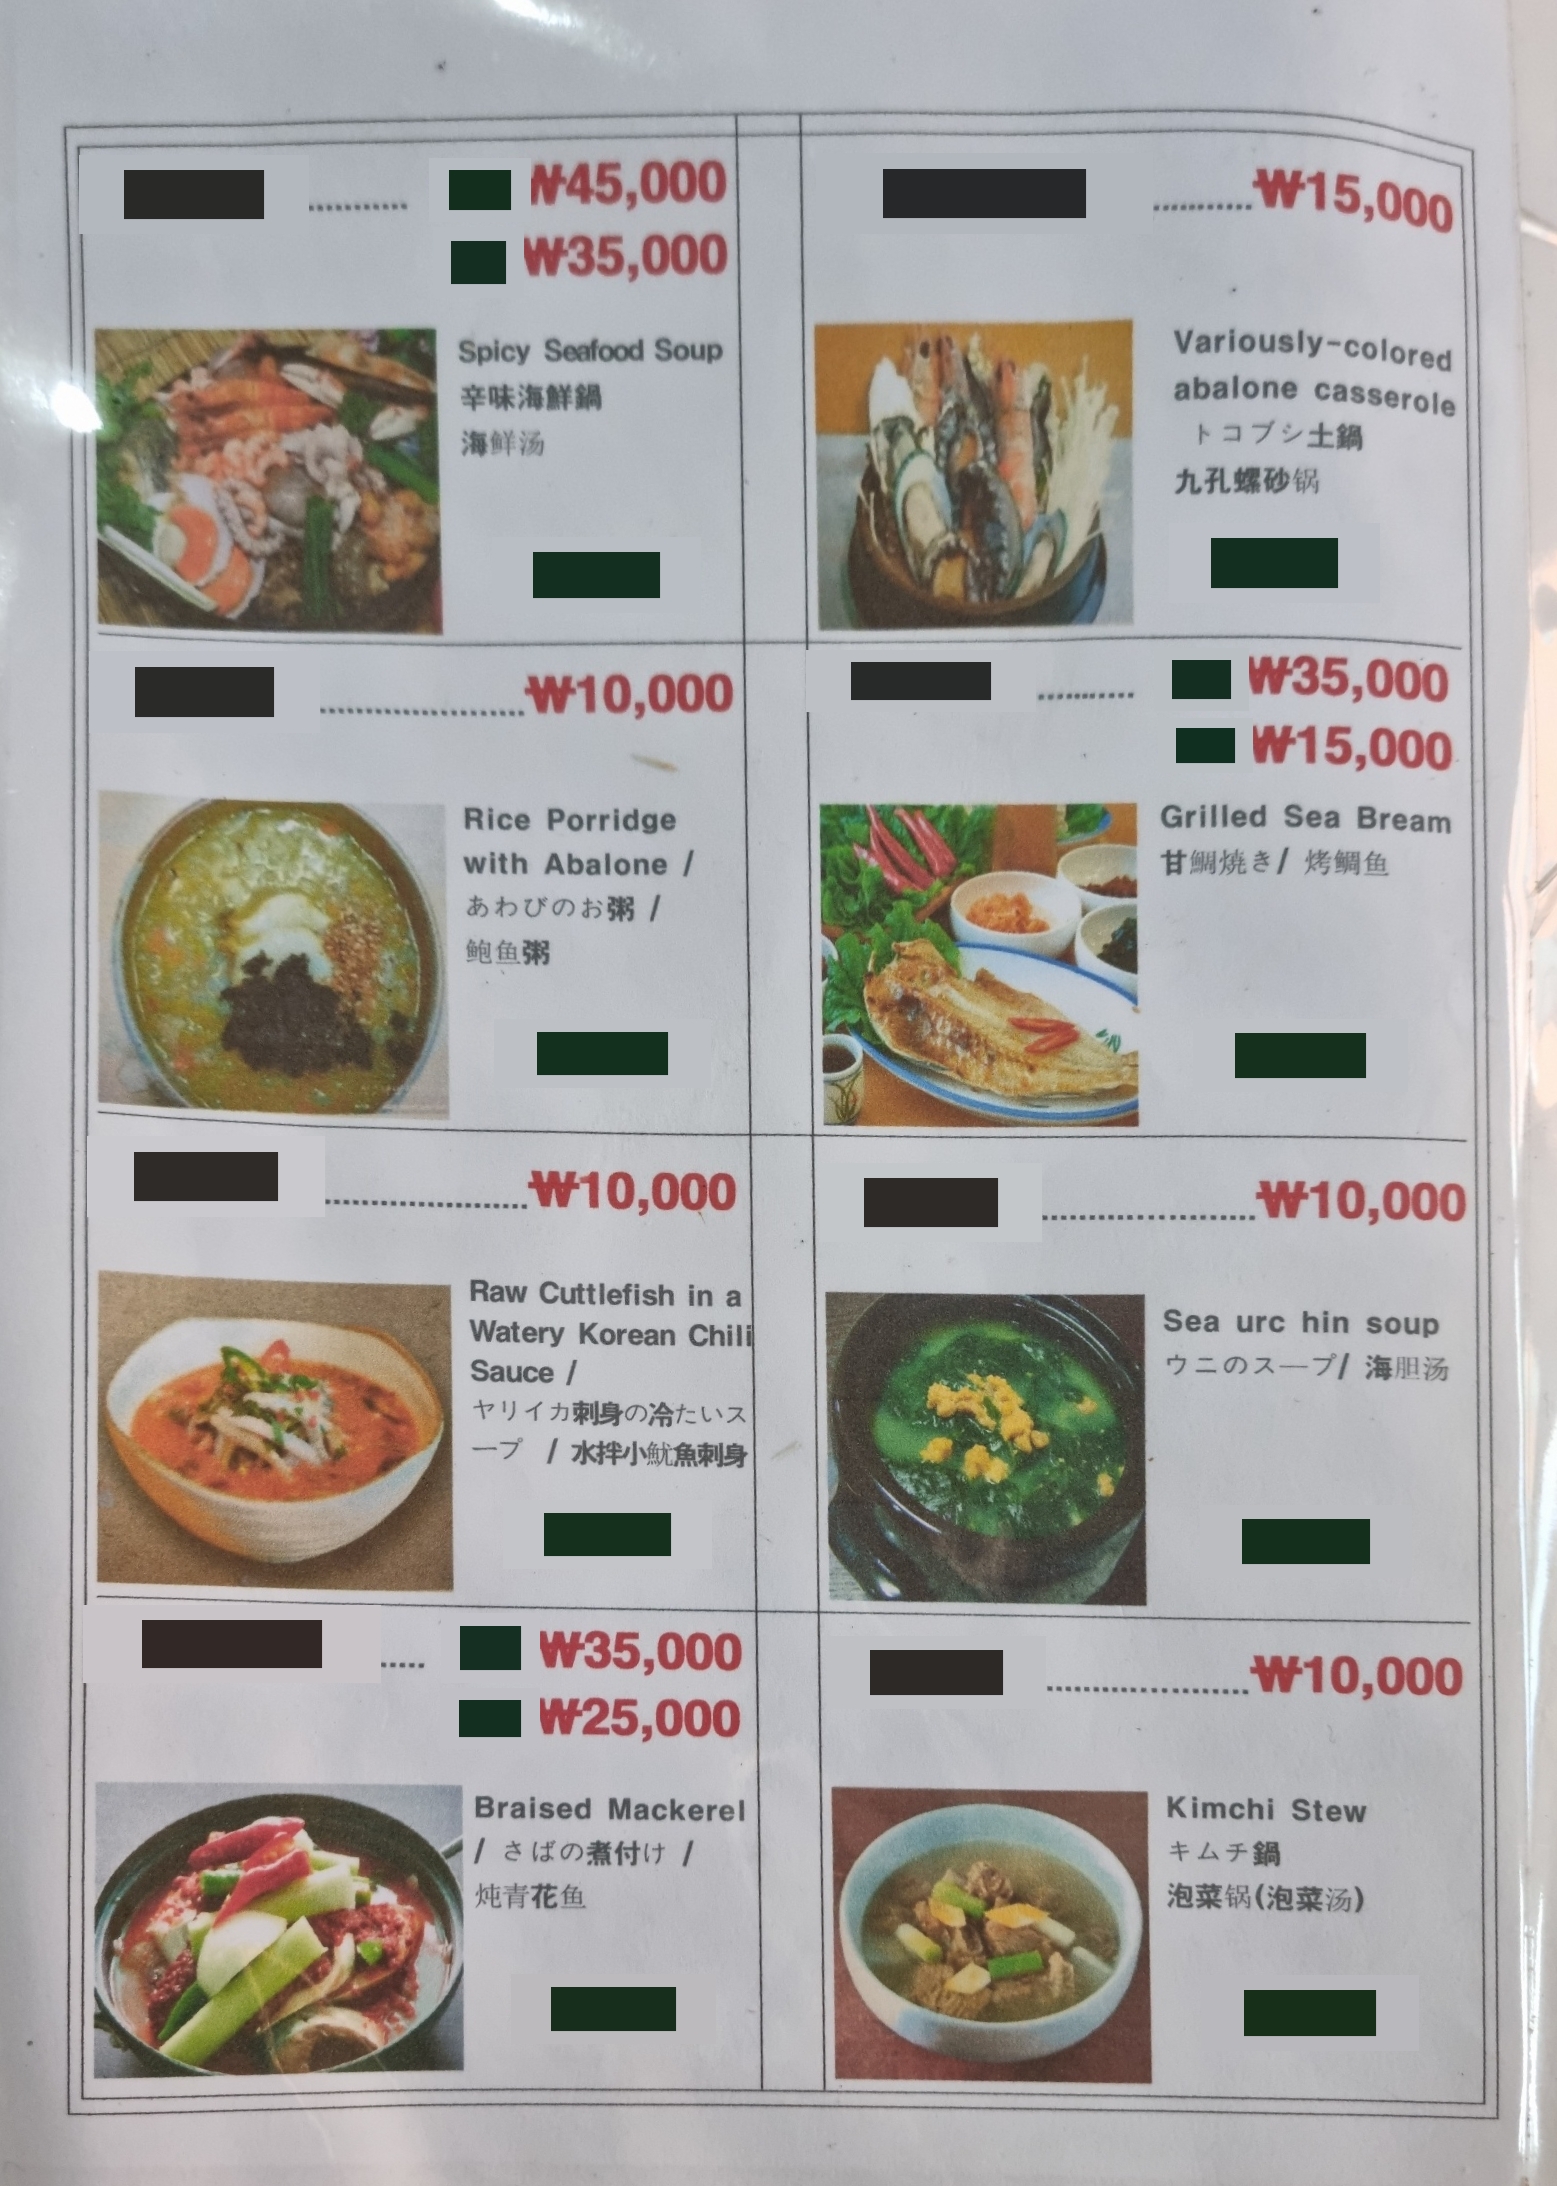 ₩45,000
₩35,000
Spicy Seafood Soup
辛味海鮮鍋
海鲜汤
₩15,000
Variously-colored
abalone casserole
トコブシ土鍋
九孔螺砂锅
₩10,000
Rice Porridge
with Abalone /
あわびのお粥 /
鲍鱼粥
₩35,000
₩15,000
Grilled Sea Bream
甘鯛焼き/ 烤鲷鱼
₩10,000
Raw Cuttlefish in a
Watery Korean Chili
Sauce /
ヤリイカ刺身の冷たいス
ープ / 水拌小魷魚刺身
₩10,000
Sea urc hin soup
ウニのスープ/ 海胆汤
₩35,000
₩25,000
Braised Mackerel
/ さばの煮付け /
炖青花鱼
₩10,000
Kimchi Stew
キムチ鍋
泡菜锅(泡菜汤)